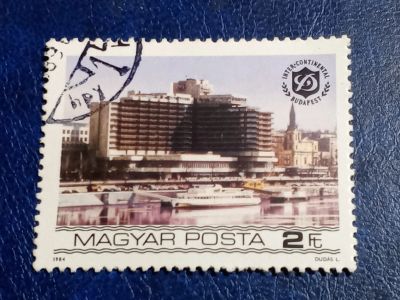 INTER·CONTINENTAL
BUDAPEST
MAGYAR POSTA 2 Ft
1984 DUDÁS L.